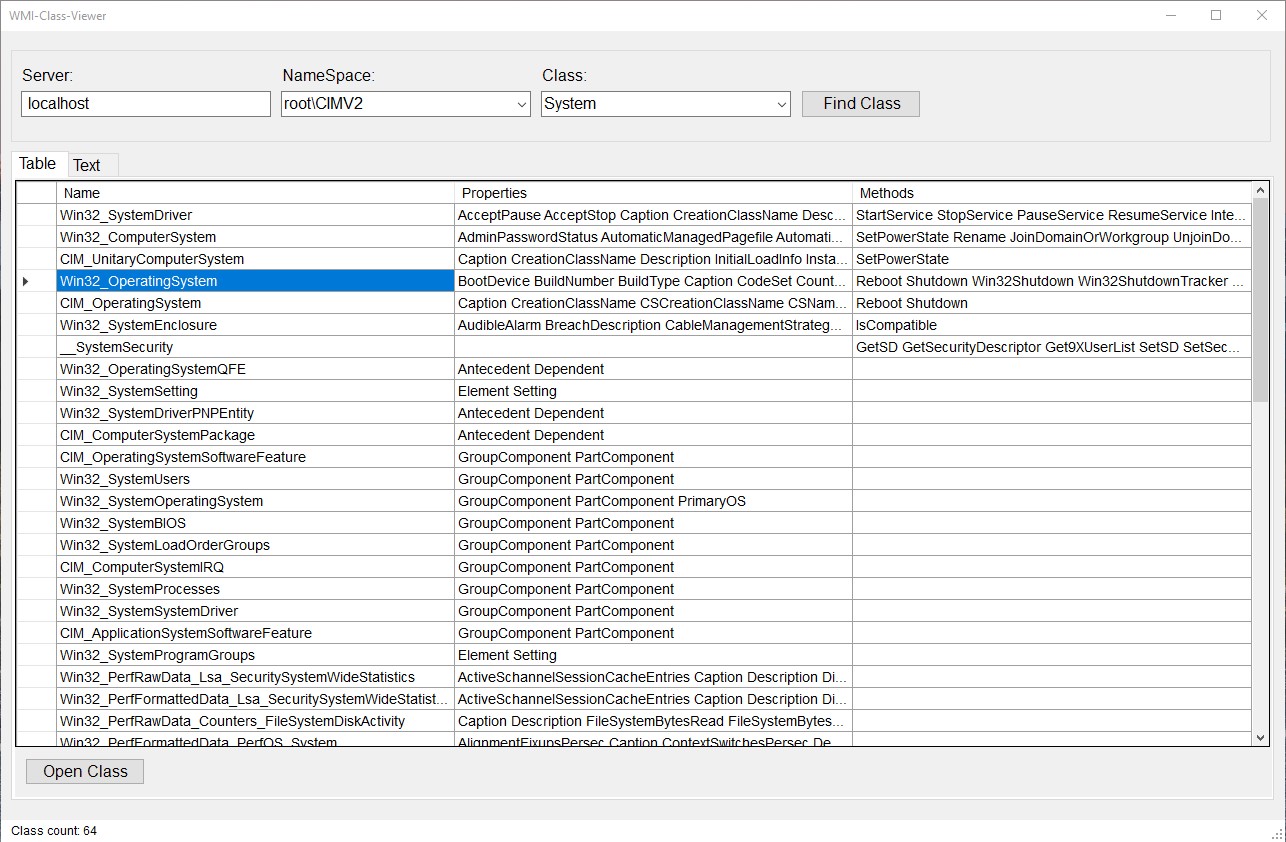 WMI-Class-Viewer
Server: NameSpace: Class:
localhost root\CIMV2 System Find Class
Table Text
Name Properties Methods
Win32_SystemDriver AcceptPause AcceptStop Caption CreationClassName Desc... StartService StopService PauseService ResumeService Inte...
Win32_ComputerSystem AdminPasswordStatus AutomaticManagedPagefile Automati... SetPowerState Rename JoinDomainOrWorkgroup UnjoinDo...
CIM_UnitaryComputerSystem Caption CreationClassName Description InitialLoadInfo Insta... SetPowerState
Win32_OperatingSystem BootDevice BuildNumber BuildType Caption CodeSet Count... Reboot Shutdown Win32Shutdown Win32ShutdownTracker ...
CIM_OperatingSystem Caption CreationClassName CSCreationClassName CSNam... Reboot Shutdown
Win32_SystemEnclosure AudibleAlarm BreachDescription CableManagementStrateg... IsCompatible
__SystemSecurity GetSD GetSecurityDescriptor Get9XUserList SetSD SetSec...
Win32_OperatingSystemQFE Antecedent Dependent
Win32_SystemSetting Element Setting
Win32_SystemDriverPNPEntity Antecedent Dependent
CIM_ComputerSystemPackage Antecedent Dependent
CIM_OperatingSystemSoftwareFeature GroupComponent PartComponent
Win32_SystemUsers GroupComponent PartComponent
Win32_SystemOperatingSystem GroupComponent PartComponent PrimaryOS
Win32_SystemBIOS GroupComponent PartComponent
Win32_SystemLoadOrderGroups GroupComponent PartComponent
CIM_ComputerSystemIRQ GroupComponent PartComponent
Win32_SystemProcesses GroupComponent PartComponent
Win32_SystemSystemDriver GroupComponent PartComponent
CIM_ApplicationSystemSoftwareFeature GroupComponent PartComponent
Win32_SystemProgramGroups Element Setting
Win32_PerfRawData_Lsa_SecuritySystemWideStatistics ActiveSchannelSessionCacheEntries Caption Description Di...
Win32_PerfFormattedData_Lsa_SecuritySystemWideStatist... ActiveSchannelSessionCacheEntries Caption Description Di...
Win32_PerfRawData_Counters_FileSystemDiskActivity Caption Description FileSystemBytesRead FileSystemBytes...
Win32_PerfFormattedData_PerfOS_System AlignmentFixupsPersec Caption ContextSwitchesPersec De...
Open Class
Class count: 64